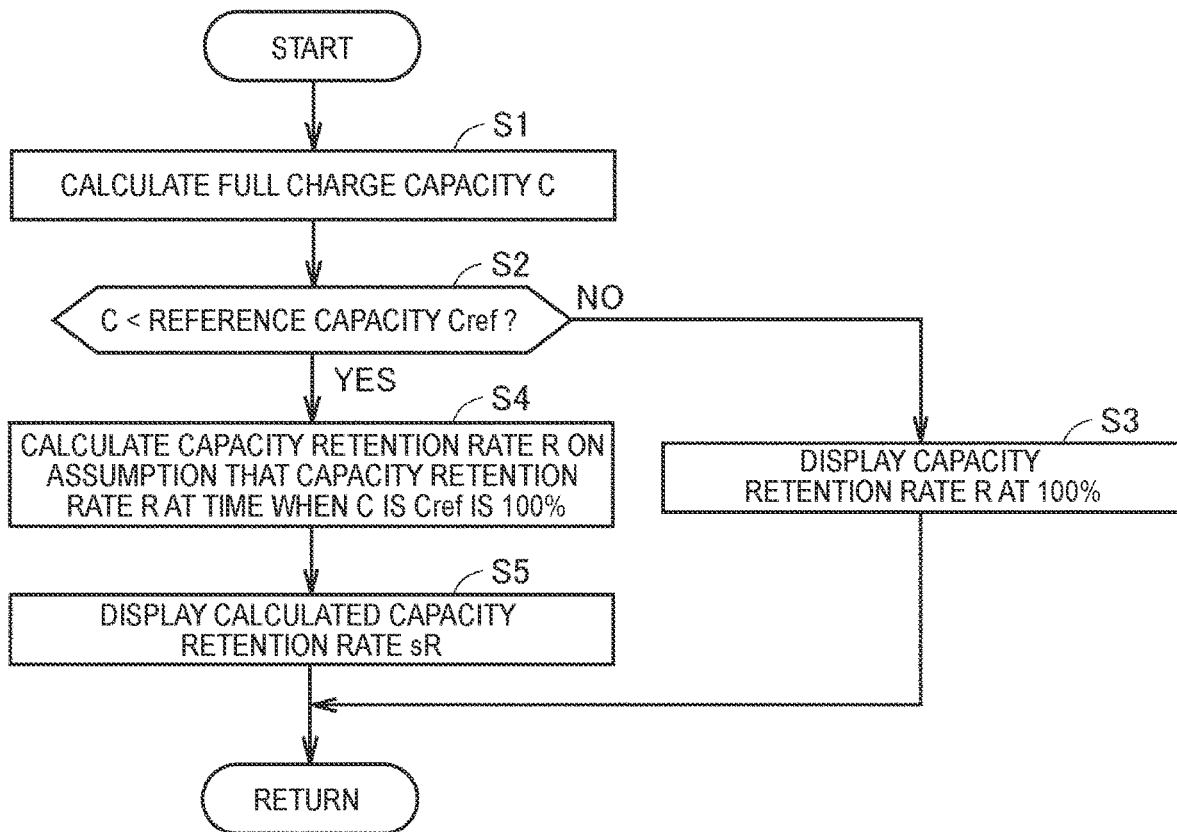 START
S1
CALCULATE FULL CHARGE CAPACITY C
S2
C < REFERENCE CAPACITY Cref ?
NO
YES
S4
CALCULATE CAPACITY RETENTION RATE R ON
ASSUMPTION THAT CAPACITY RETENTION
RATE R AT TIME WHEN C IS Cref IS 100%
S3
DISPLAY CAPACITY
RETENTION RATE R AT 100%
S5
DISPLAY CALCULATED CAPACITY
RETENTION RATE sR
RETURN